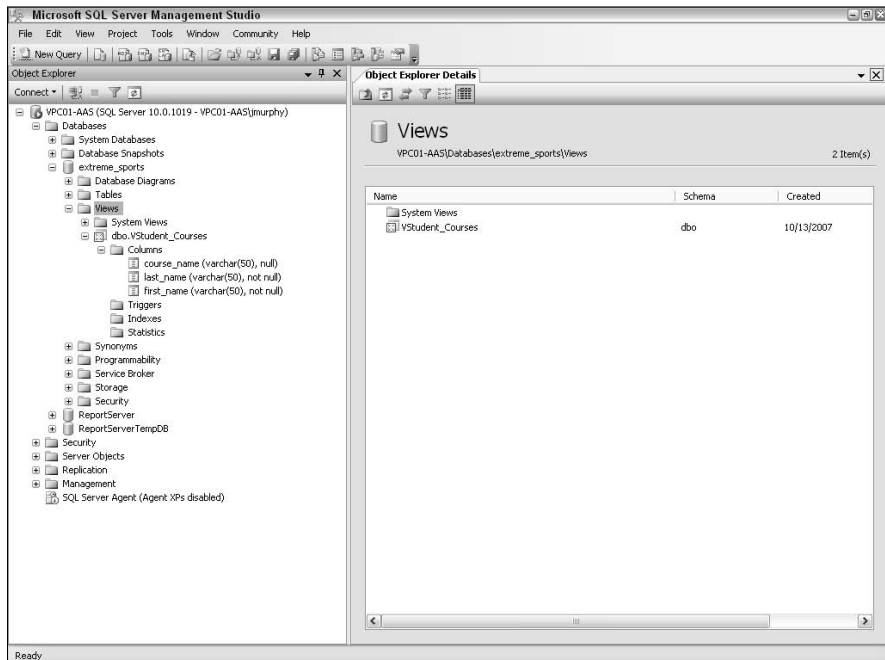 Microsoft SQL Server Management Studio
File Edit View Project Tools Window Community Help
New Query
Object Explorer
Connect
VPC01-AAS (SQL Server 10.0.1019 - VPC01-AAS\jmurphy)
Databases
System Databases
Database Snapshots
extreme_sports
Database Diagrams
Tables
Views
System Views
dbo.VStudent_Courses
Columns
course_name (varchar(50), null)
last_name (varchar(50), not null)
first_name (varchar(50), not null)
Triggers
Indexes
Statistics
Synonyms
Programmability
Service Broker
Storage
Security
ReportServer
ReportServerTempDB
Security
Server Objects
Replication
Management
SQL Server Agent (Agent XPs disabled)
Object Explorer Details
Views
VPC01-AAS\Databases\extreme_sports\Views 2 Item(s)
Name Schema Created
System Views
VStudent_Courses dbo 10/13/2007
Ready